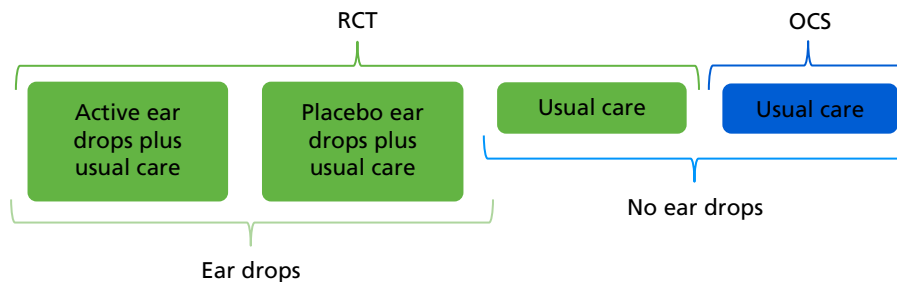 RCT
OCS
Active ear
drops plus
usual care
Placebo ear
drops plus
usual care
Usual care
Usual care
No ear drops
Ear drops